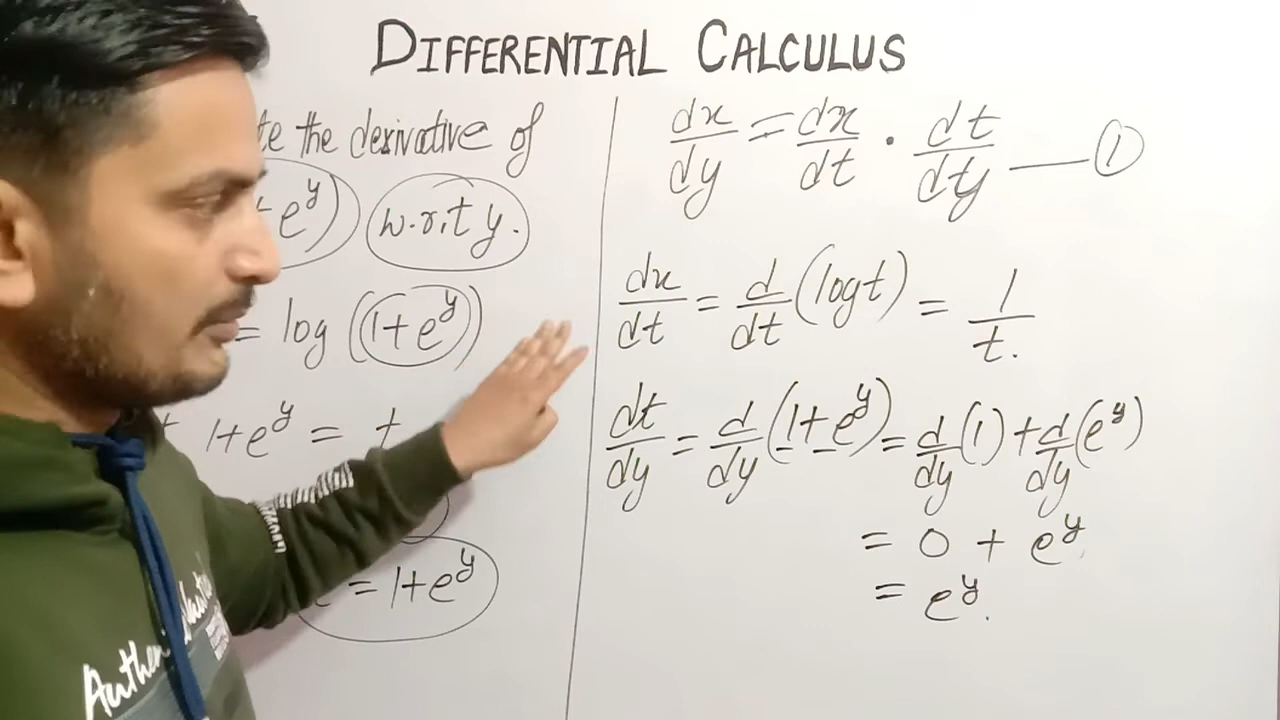 DIFFERENTIAL CALCULUS
the derivative of
e^y) w.r.t y.
= log (1+e^y)
1+e^y = t
= 1+e^y
dx/dy = dx/dt · dt/dy — ①
dx/dt = d/dt (log t) = 1/t.
dt/dy = d/dy (1+e^y) = d/dy (1) + d/dy (e^y)
= 0 + e^y
= e^y.